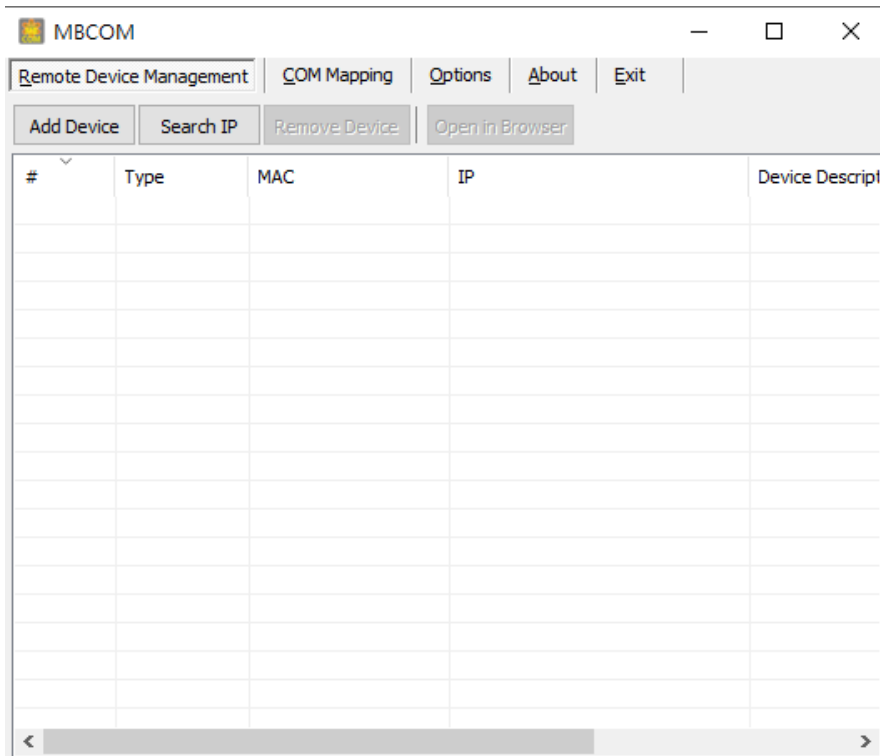 MBCOM
Remote Device Management COM Mapping Options About Exit
Add Device Search IP Remove Device Open in Browser
# Type MAC IP Device Descript